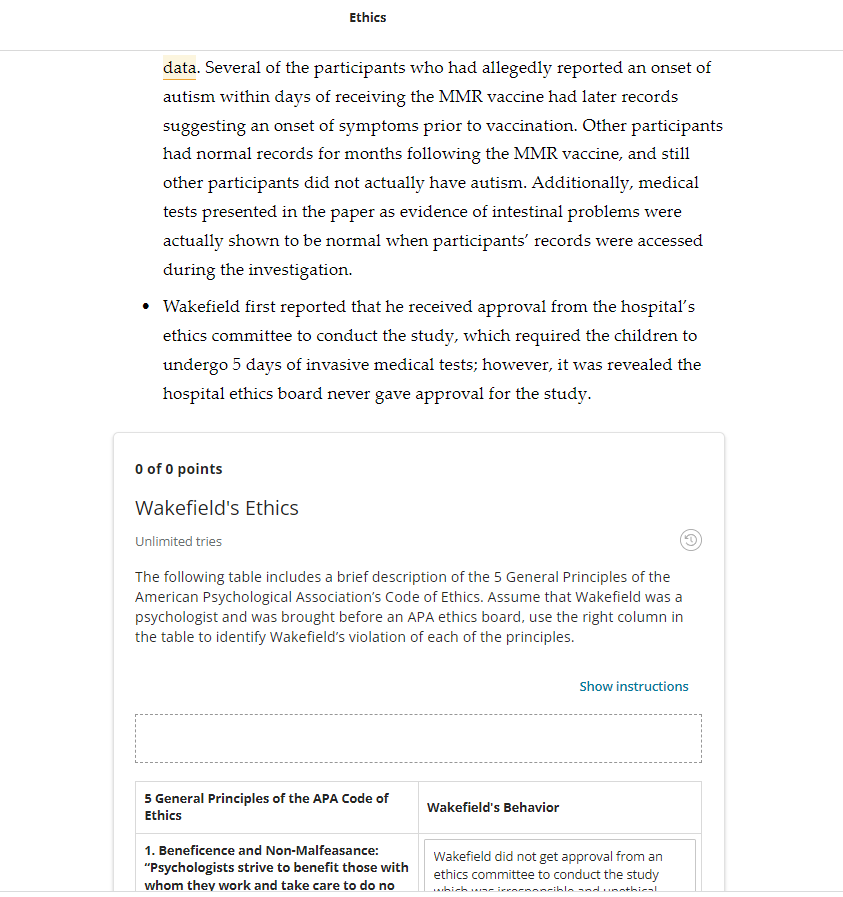 Ethics
data. Several of the participants who had allegedly reported an onset of
autism within days of receiving the MMR vaccine had later records
suggesting an onset of symptoms prior to vaccination. Other participants
had normal records for months following the MMR vaccine, and still
other participants did not actually have autism. Additionally, medical
tests presented in the paper as evidence of intestinal problems were
actually shown to be normal when participants’ records were accessed
during the investigation.
• Wakefield first reported that he received approval from the hospital’s
ethics committee to conduct the study, which required the children to
undergo 5 days of invasive medical tests; however, it was revealed the
hospital ethics board never gave approval for the study.
0 of 0 points
Wakefield's Ethics
Unlimited tries
The following table includes a brief description of the 5 General Principles of the
American Psychological Association’s Code of Ethics. Assume that Wakefield was a
psychologist and was brought before an APA ethics board, use the right column in
the table to identify Wakefield’s violation of each of the principles.
Show instructions
5 General Principles of the APA Code of
Ethics
Wakefield's Behavior
1. Beneficence and Non-Malfeasance:
“Psychologists strive to benefit those with
whom they work and take care to do no
Wakefield did not get approval from an
ethics committee to conduct the study
which was irresponsible and unethical